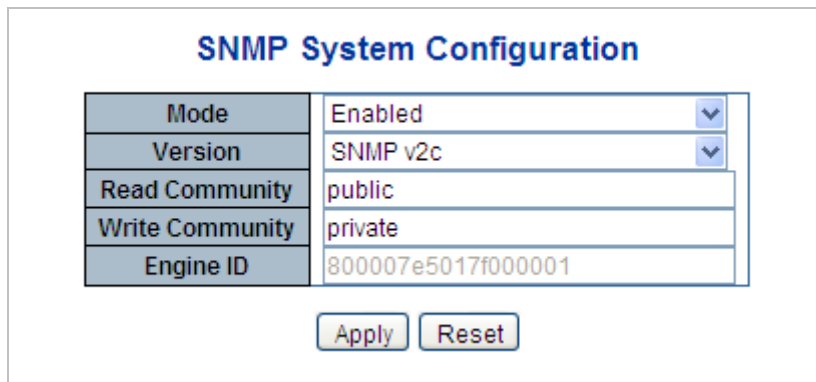 SNMP System Configuration
Mode Enabled
Version SNMP v2c
Read Community public
Write Community private
Engine ID 800007e5017f000001
Apply Reset